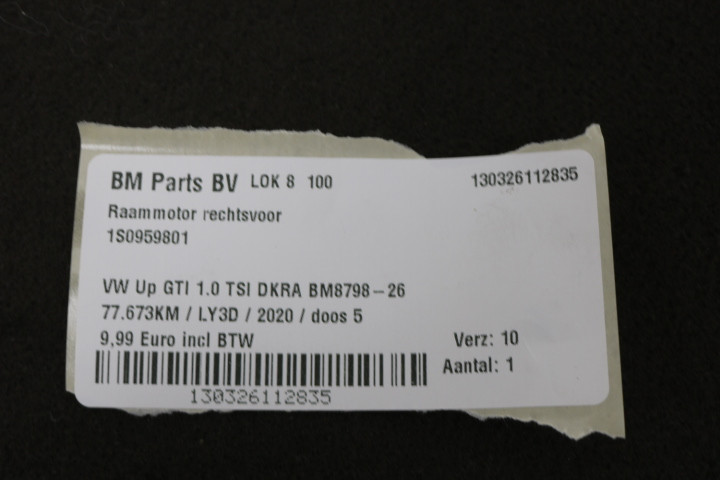 BM Parts BV LOK 8 100 130326112835
Raammotor rechtsvoor
1S0959801
VW Up GTI 1.0 TSI DKRA BM8798-26
77.673KM / LY3D / 2020 / doos 5
9,99 Euro incl BTW Verz: 10
Aantal: 1
130326112835